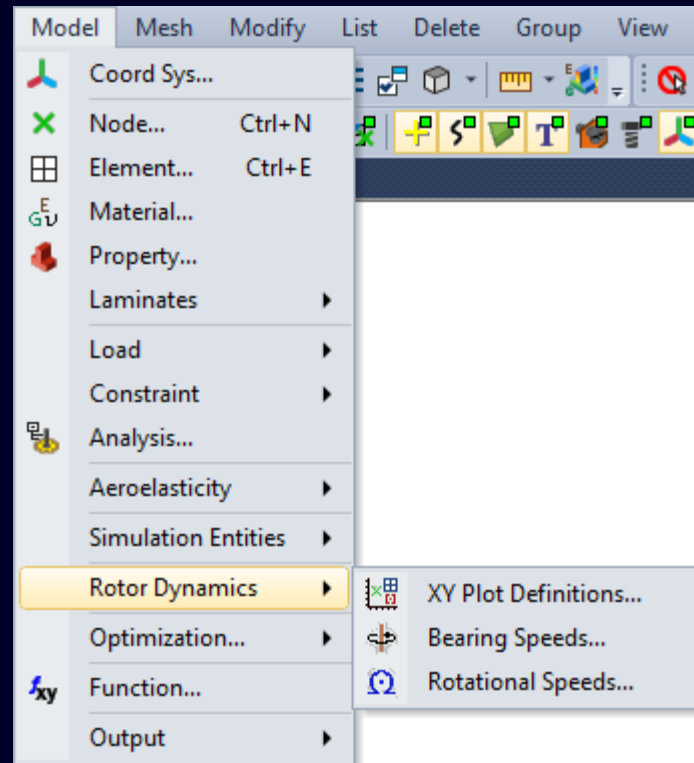 Model Mesh Modify List Delete Group View
Coord Sys...
Node... Ctrl+N
Element... Ctrl+E
Material...
Property...
Laminates
Load
Constraint
Analysis...
Aeroelasticity
Simulation Entities
Rotor Dynamics
XY Plot Definitions...
Optimization...
Bearing Speeds...
Function...
Rotational Speeds...
Output